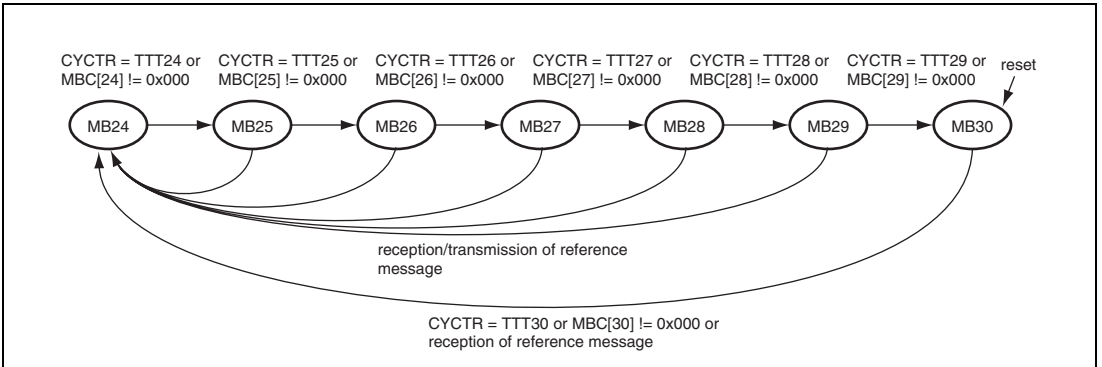 CYCTR = TTT24 or
MBC[24] != 0x000
CYCTR = TTT25 or
MBC[25] != 0x000
CYCTR = TTT26 or
MBC[26] != 0x000
CYCTR = TTT27 or
MBC[27] != 0x000
CYCTR = TTT28 or
MBC[28] != 0x000
CYCTR = TTT29 or
MBC[29] != 0x000
reset
MB24
MB25
MB26
MB27
MB28
MB29
MB30
reception/transmission of reference
message
CYCTR = TTT30 or MBC[30] != 0x000 or
reception of reference message